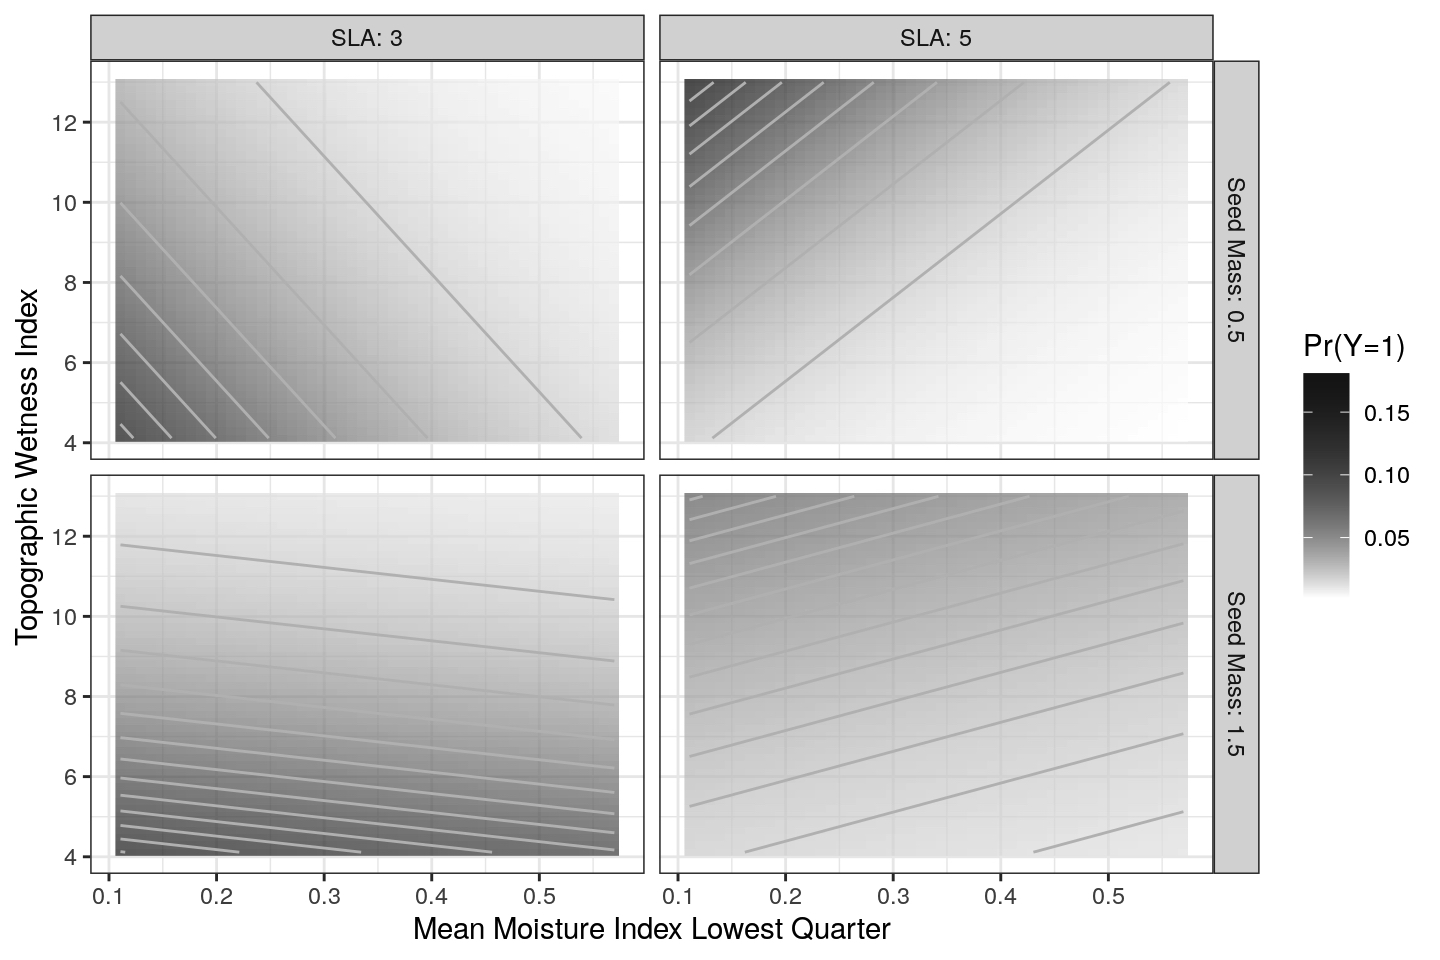 SLA: 3
SLA: 5
12
10
8
6
4
Seed Mass: 0.5
12
10
8
6
4
Seed Mass: 1.5
0.1 0.2 0.3 0.4 0.5
0.1 0.2 0.3 0.4 0.5
Mean Moisture Index Lowest Quarter
Topographic Wetness Index
Pr(Y=1)
0.15
0.10
0.05